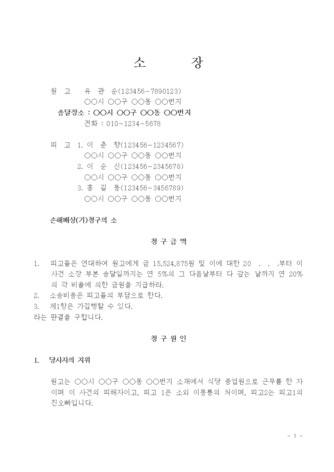 소 장
원 고 유 관 순(123456-7890123)
○○시 ○○구 ○○동 ○○번지
송달장소 : ○○시 ○○구 ○○동 ○○번지
전화 : 010-1234-5678
피 고 1. 이 춘 향(123456-1234567)
○○시 ○○구 ○○동 ○○번지
2. 이 순 신(123456-2345678)
○○시 ○○구 ○○동 ○○번지
3. 홍 길 동(123456-3456789)
○○시 ○○구 ○○동 ○○번지
손해배상(기)청구의 소
청 구 금 액
1. 피고들은 연대하여 원고에게 금 15,524,875원 및 이에 대한 20 . . .부터 이
사건 소장 부본 송달일까지는 연 5%의 그 다음날부터 다 갚는 날까지 연 20%
의 각 비율에 의한 금원을 지급하라.
2. 소송비용은 피고들의 부담으로 한다.
3. 제1항은 가집행할 수 있다.
라는 판결을 구합니다.
청 구 원 인
1. 당사자의 지위
원고는 ○○시 ○○구 ○○동 ○○번지 소재에서 식당 종업원으로 근무를 한 자
이며 이 사건의 피해자이고, 피고 1은 소외 이몽룡의 처이며, 피고2는 피고1의
친오빠입니다.
- 1 -